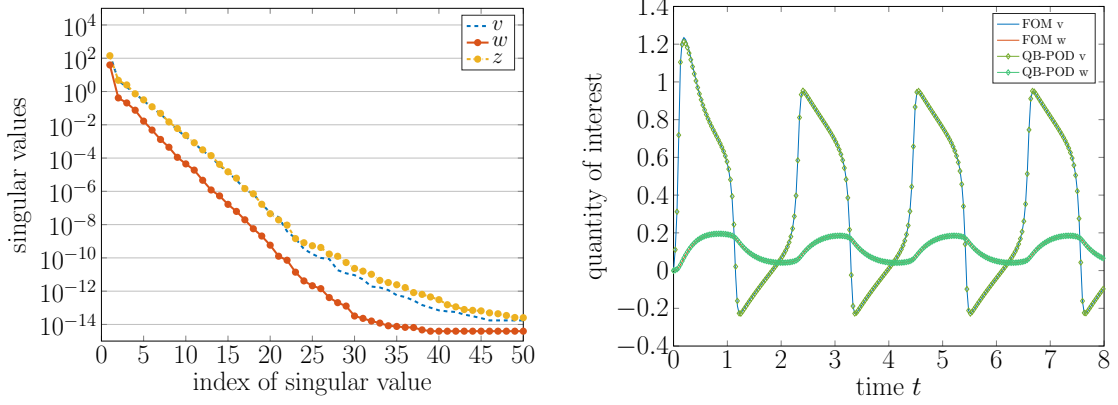 10^4
10^2
10^0
10^−2
10^−4
10^−6
10^−8
10^−10
10^−12
10^−14
singular values
0 5 10 15 20 25 30 35 40 45 50
index of singular value
v
w
z
1.4
1.2
1
0.8
0.6
0.4
0.2
0
−0.2
−0.4
quantity of interest
0 1 2 3 4 5 6 7 8
time t
FOM v
FOM w
QB-POD v
QB-POD w